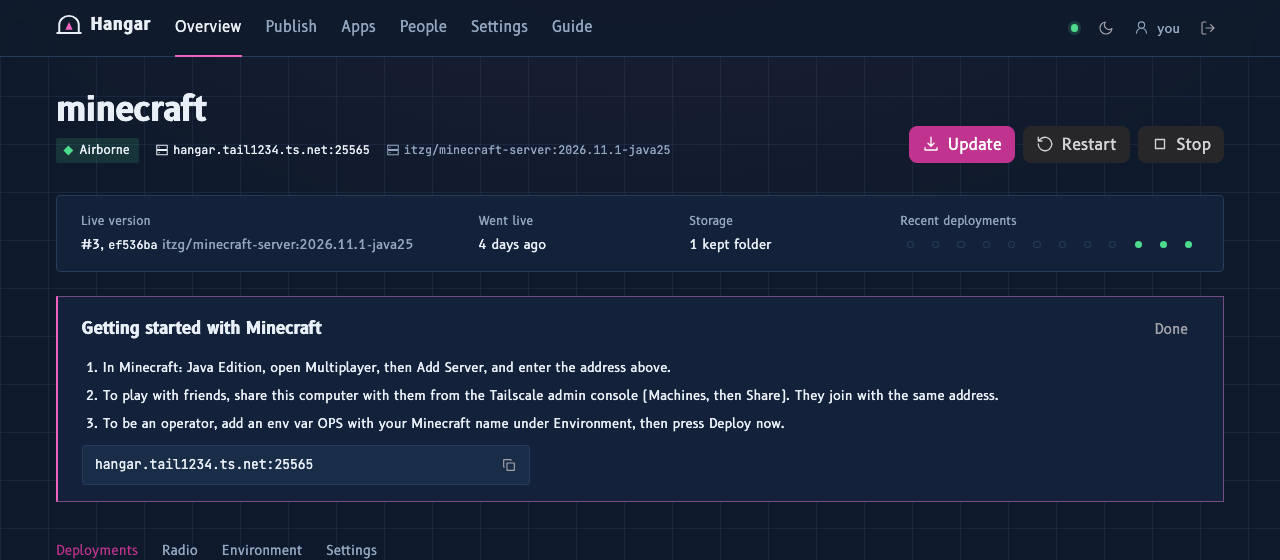 Hangar
Overview
Publish
Apps
People
Settings
Guide
you
minecraft
Airborne
hangar.tail1234.ts.net:25565
itzg/minecraft-server:2026.11.1-java25
Update
Restart
Stop
Live version
#3, ef536ba itzg/minecraft-server:2026.11.1-java25
Went live
4 days ago
Storage
1 kept folder
Recent deployments
Getting started with Minecraft
Done
1. In Minecraft: Java Edition, open Multiplayer, then Add Server, and enter the address above.
2. To play with friends, share this computer with them from the Tailscale admin console (Machines, then Share). They join with the same address.
3. To be an operator, add an env var OPS with your Minecraft name under Environment, then press Deploy now.
hangar.tail1234.ts.net:25565
Deployments
Radio
Environment
Settings